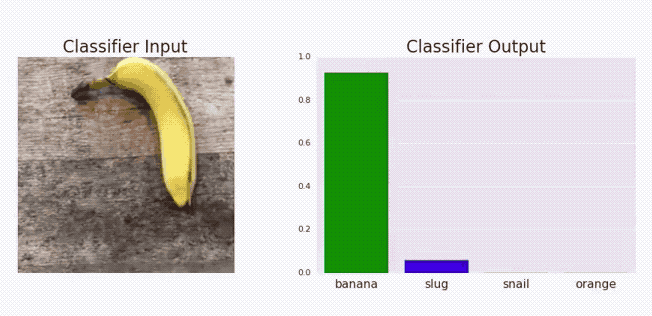 Classifier Input
Classifier Output
1.0
0.8
0.6
0.4
0.2
0.0
banana
slug
snail
orange